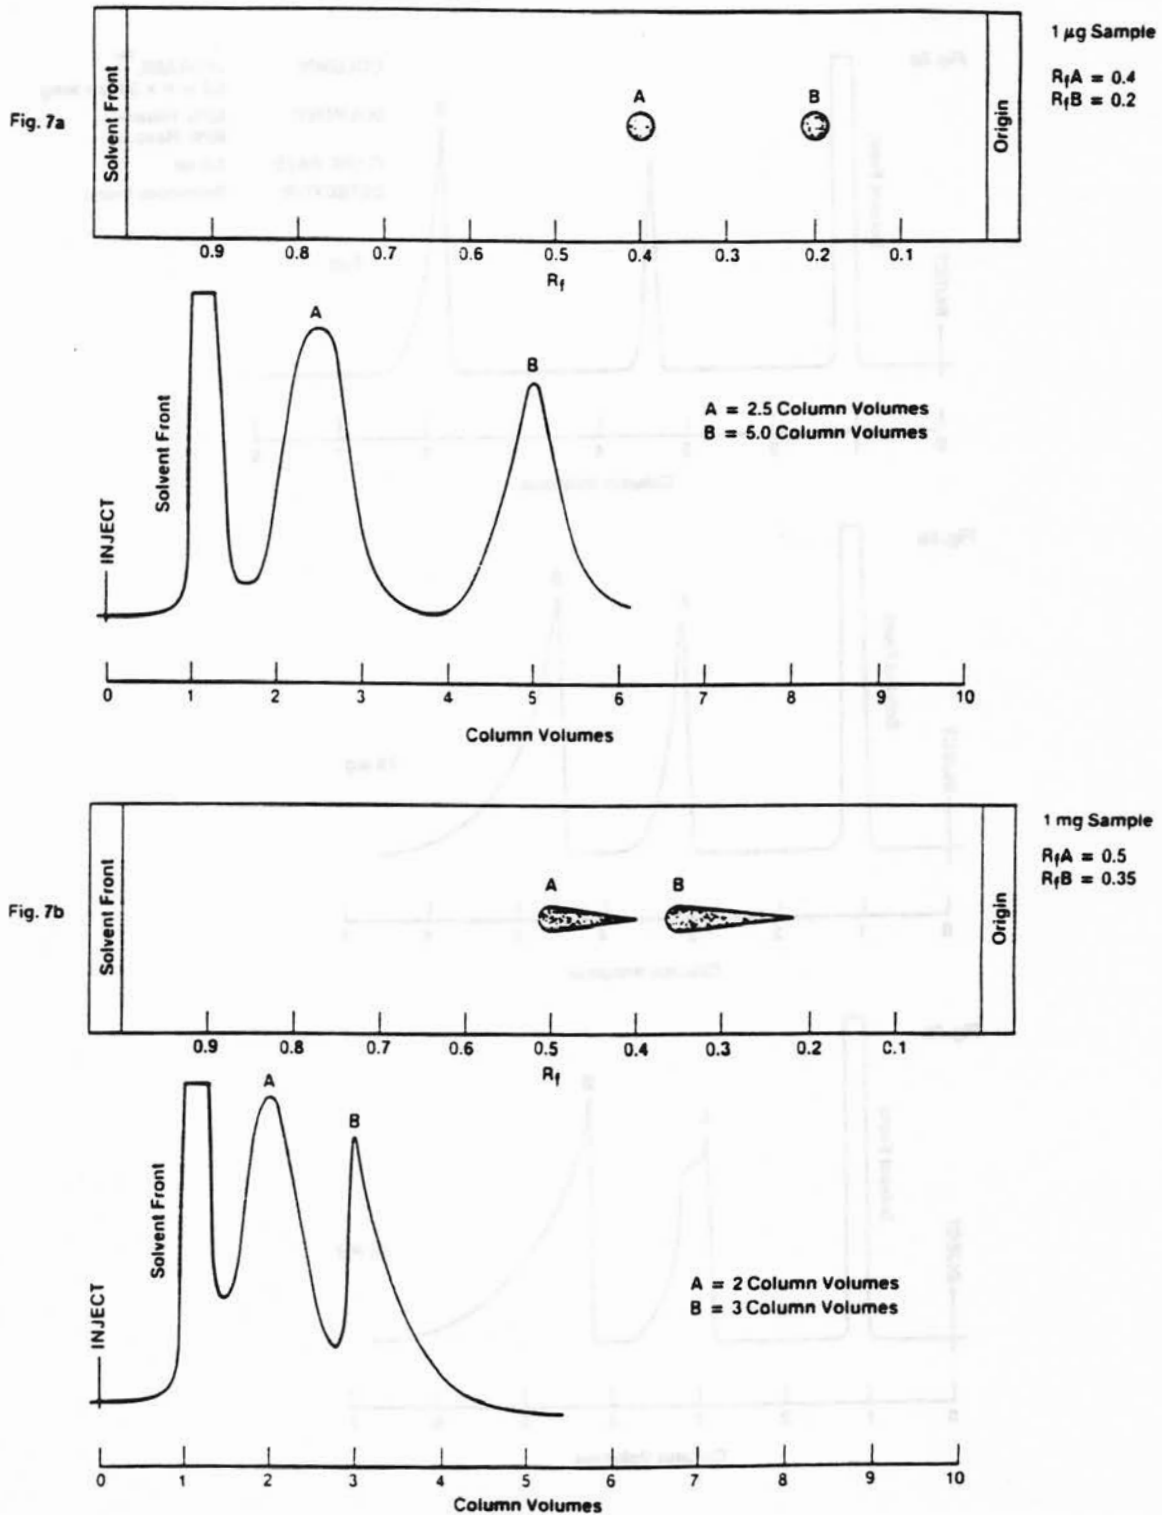 Fig. 7a
Solvent Front
A
B
Origin
1 μg Sample
RfA = 0.4
RfB = 0.2
0.9 0.8 0.7 0.6 0.5 0.4 0.3 0.2 0.1
Rf
INJECT
Solvent Front
A
B
A = 2.5 Column Volumes
B = 5.0 Column Volumes
0 1 2 3 4 5 6 7 8 9 10
Column Volumes
Fig. 7b
Solvent Front
A
B
Origin
1 mg Sample
RfA = 0.5
RfB = 0.35
0.9 0.8 0.7 0.6 0.5 0.4 0.3 0.2 0.1
Rf
INJECT
Solvent Front
A
B
A = 2 Column Volumes
B = 3 Column Volumes
0 1 2 3 4 5 6 7 8 9 10
Column Volumes